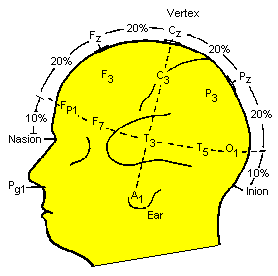 Vertex
20% Fz Cz 20%
20% F3 C3 Pz 20%
P3
10% Fp1
F7
Nasion T3 T5 O1 10%
Pg1 A1 Inion
Ear